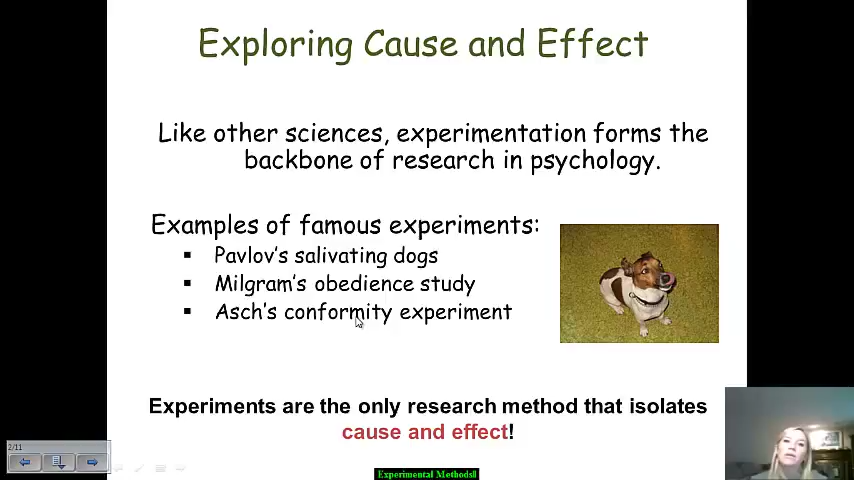 Exploring Cause and Effect
Like other sciences, experimentation forms the
backbone of research in psychology.
Examples of famous experiments:
▪ Pavlov's salivating dogs
▪ Milgram's obedience study
▪ Asch's conformity experiment
Experiments are the only research method that isolates
cause and effect!
2/11
Experimental Methods